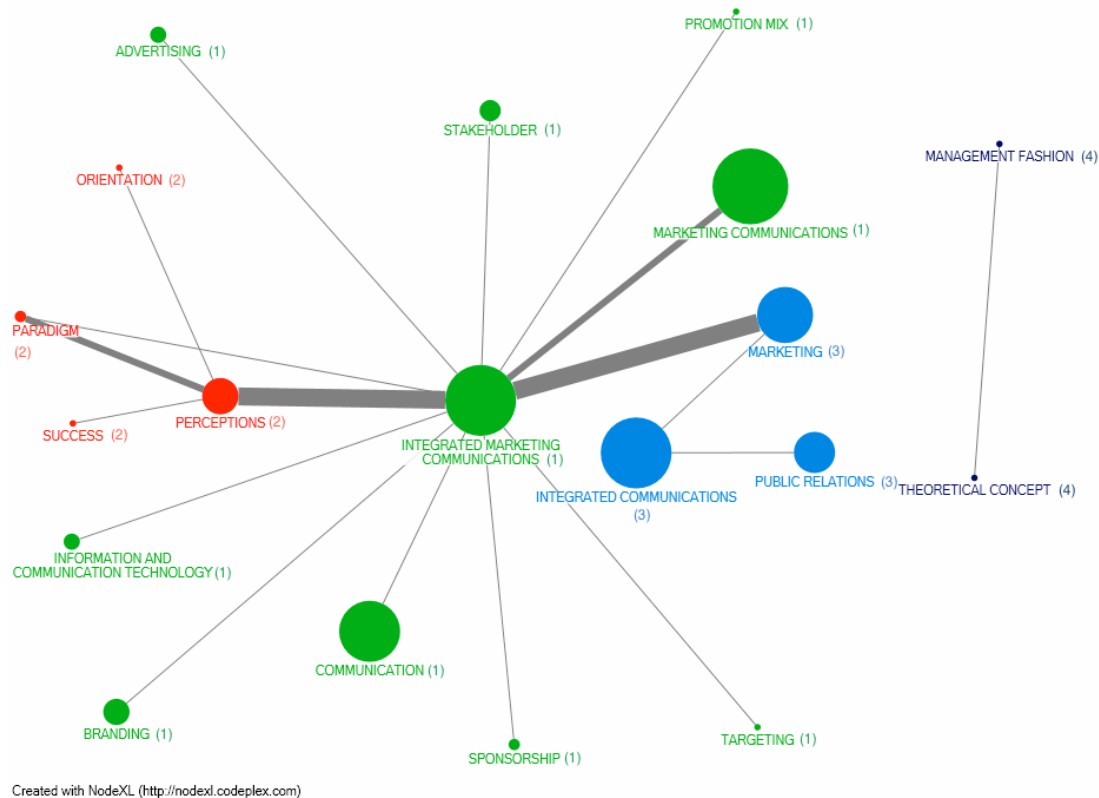 PROMOTION MIX (1)
ADVERTISING (1)
STAKEHOLDER (1)
MANAGEMENT FASHION (4)
ORIENTATION (2)
MARKETING COMMUNICATIONS (1)
PARADIGM
(2)
MARKETING (3)
PERCEPTIONS (2)
SUCCESS (2)
INTEGRATED MARKETING
COMMUNICATIONS (1)
PUBLIC RELATIONS (3)
THEORETICAL CONCEPT (4)
INTEGRATED COMMUNICATIONS
(3)
INFORMATION AND
COMMUNICATION TECHNOLOGY (1)
COMMUNICATION (1)
BRANDING (1)
TARGETING (1)
SPONSORSHIP (1)
Created with NodeXL (http://nodexl.codeplex.com)